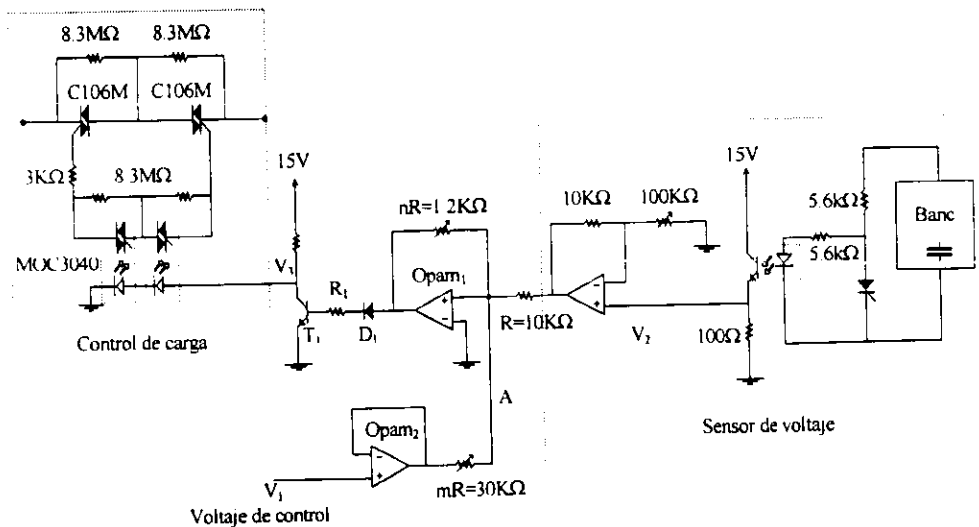 8.3MΩ 8.3MΩ
C106M C106M
3KΩ 8.3MΩ
MOC3040
Control de carga
15V
V3
R1
T1
D1
nR=1.2KΩ
Opam1
A
Opam2
V1
mR=30KΩ
Voltaje de control
10KΩ 100KΩ
R=10KΩ
V2
15V
100Ω
5.6kΩ
5.6kΩ
Banc
Sensor de voltaje